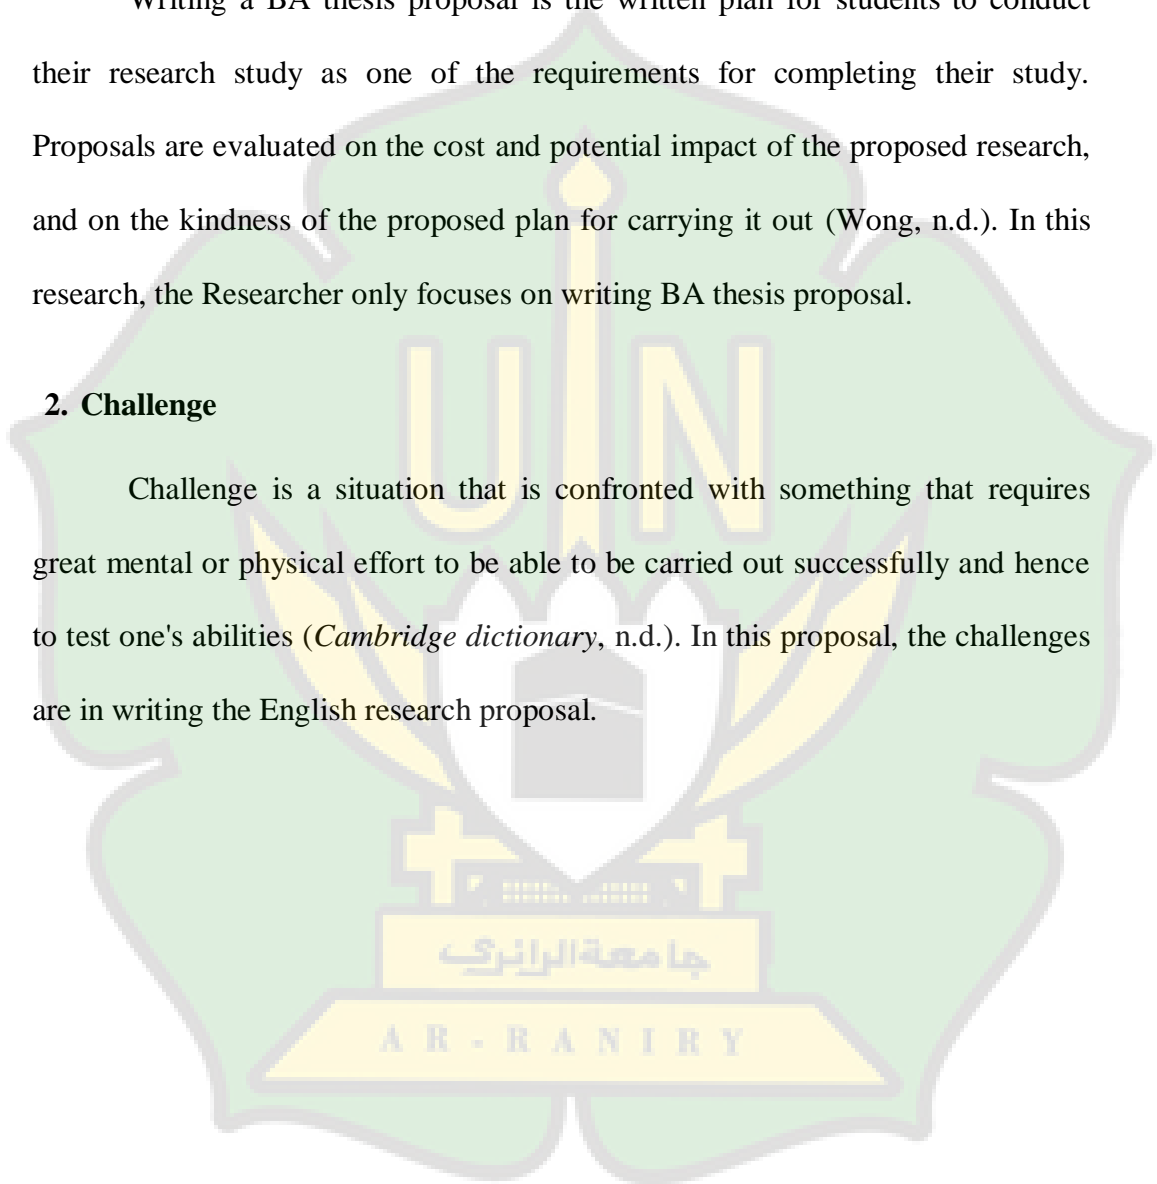 Writing a BA thesis proposal is the written plan for students to conduct
their research study as one of the requirements for completing their study.
Proposals are evaluated on the cost and potential impact of the proposed research,
and on the kindness of the proposed plan for carrying it out (Wong, n.d.). In this
research, the Researcher only focuses on writing BA thesis proposal.
2. Challenge
Challenge is a situation that is confronted with something that requires
great mental or physical effort to be able to be carried out successfully and hence
to test one's abilities (Cambridge dictionary, n.d.). In this proposal, the challenges
are in writing the English research proposal.
UIN
جامعةالرانري
AR-RANIRY